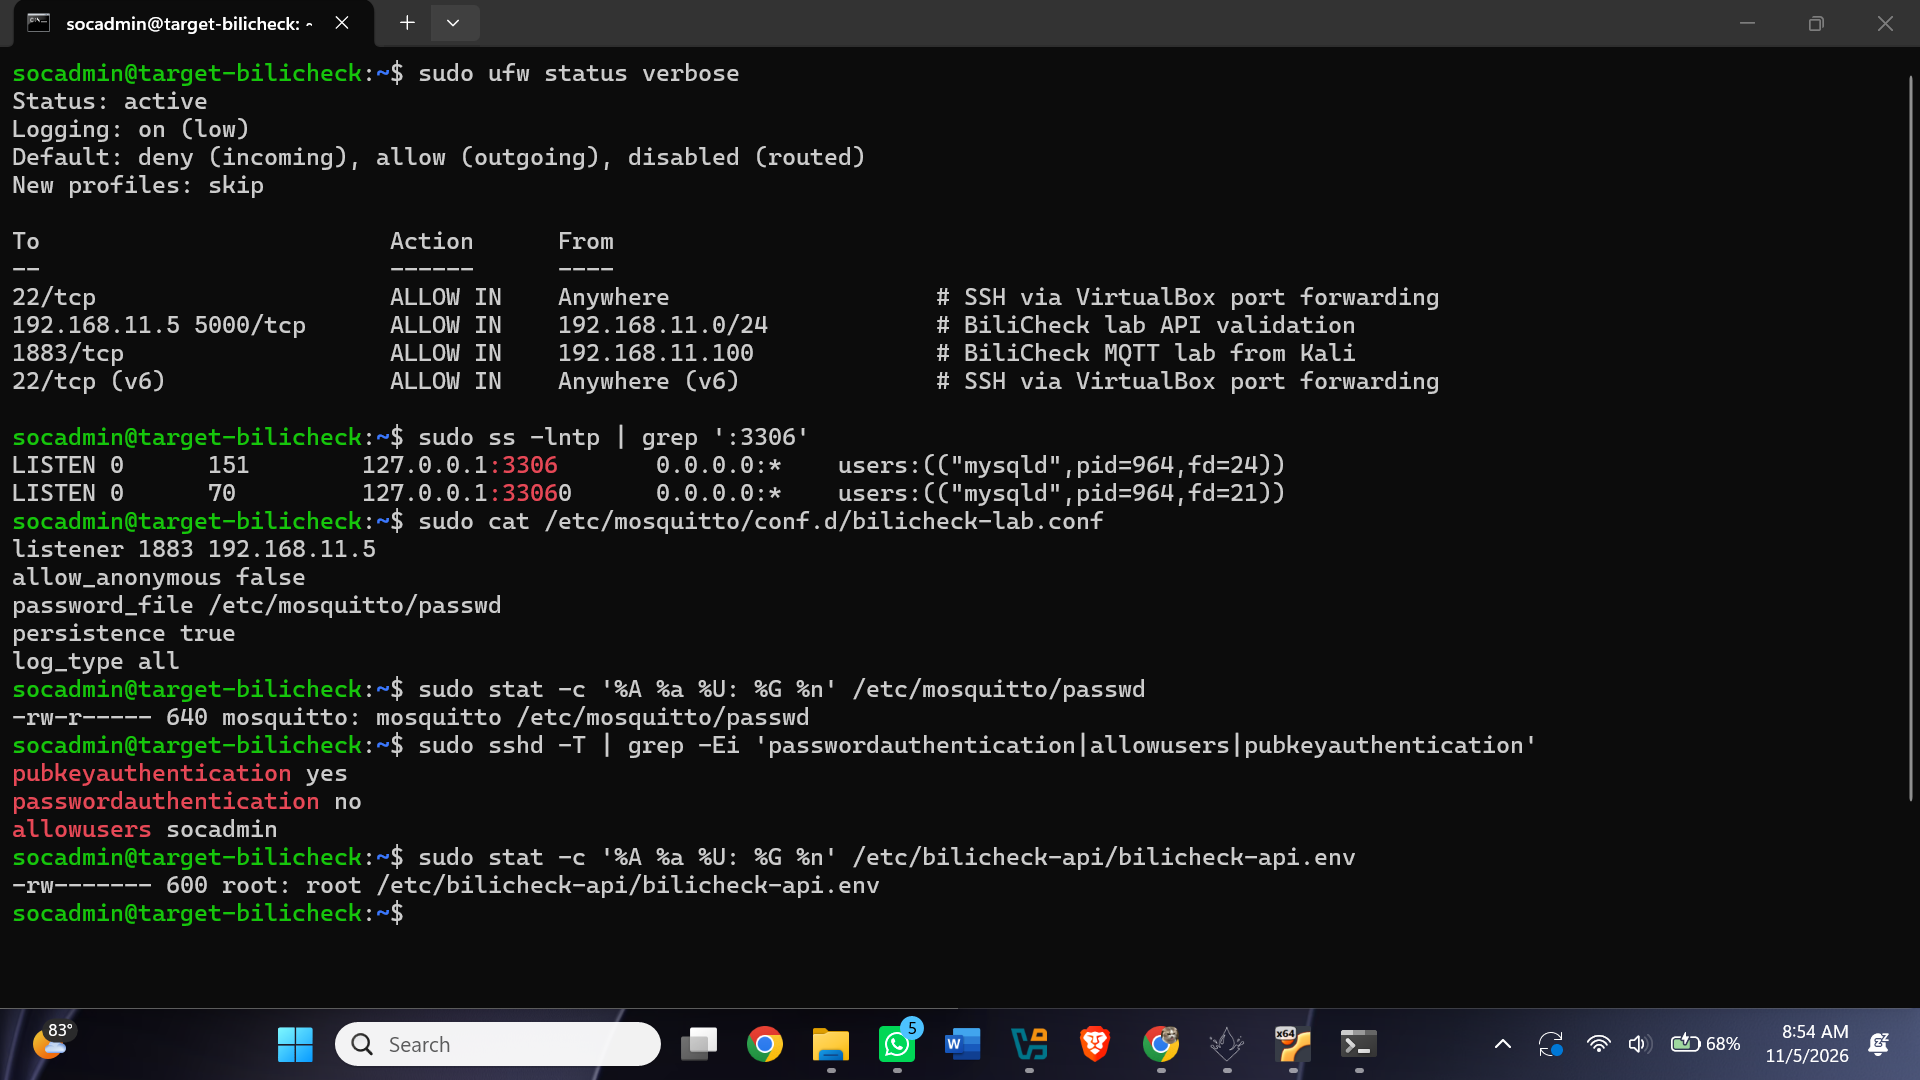 socadmin@target-bilicheck: ~
socadmin@target-bilicheck:~$ sudo ufw status verbose
Status: active
Logging: on (low)
Default: deny (incoming), allow (outgoing), disabled (routed)
New profiles: skip
To                         Action      From
--                         ------      ----
22/tcp                     ALLOW IN    Anywhere                   # SSH via VirtualBox port forwarding
192.168.11.5 5000/tcp      ALLOW IN    192.168.11.0/24            # BiliCheck lab API validation
1883/tcp                   ALLOW IN    192.168.11.100             # BiliCheck MQTT lab from Kali
22/tcp (v6)                ALLOW IN    Anywhere (v6)              # SSH via VirtualBox port forwarding
socadmin@target-bilicheck:~$ sudo ss -lntp | grep ':3306'
LISTEN 0      151        127.0.0.1:3306       0.0.0.0:*    users:(("mysqld",pid=964,fd=24))
LISTEN 0      70         127.0.0.1:33060      0.0.0.0:*    users:(("mysqld",pid=964,fd=21))
socadmin@target-bilicheck:~$ sudo cat /etc/mosquitto/conf.d/bilicheck-lab.conf
listener 1883 192.168.11.5
allow_anonymous false
password_file /etc/mosquitto/passwd
persistence true
log_type all
socadmin@target-bilicheck:~$ sudo stat -c '%A %a %U: %G %n' /etc/mosquitto/passwd
-rw-r----- 640 mosquitto: mosquitto /etc/mosquitto/passwd
socadmin@target-bilicheck:~$ sudo sshd -T | grep -Ei 'passwordauthentication|allowusers|pubkeyauthentication'
pubkeyauthentication yes
passwordauthentication no
allowusers socadmin
socadmin@target-bilicheck:~$ sudo stat -c '%A %a %U: %G %n' /etc/bilicheck-api/bilicheck-api.env
-rw------- 600 root: root /etc/bilicheck-api/bilicheck-api.env
socadmin@target-bilicheck:~$
83°
Search
5
x64
68%
8:54 AM
11/5/2026